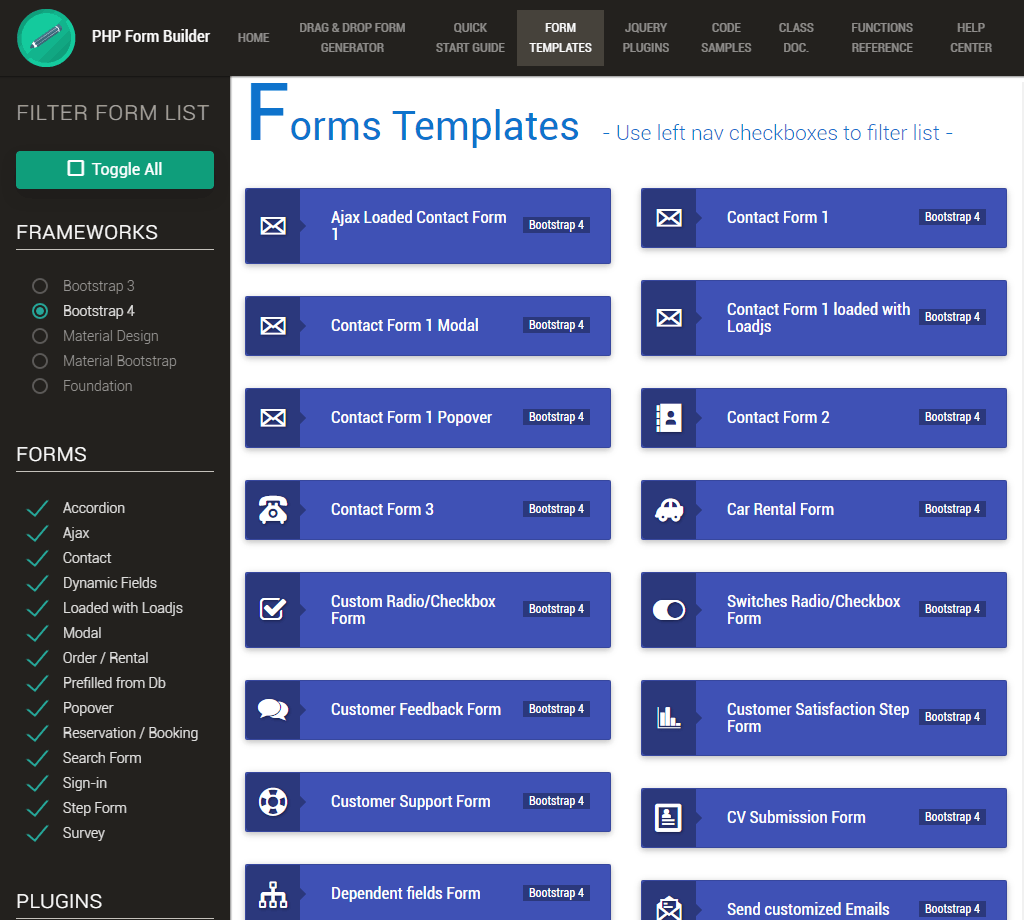 PHP Form Builder
HOME
DRAG & DROP FORM
GENERATOR
QUICK
START GUIDE
FORM
TEMPLATES
JQUERY
PLUGINS
CODE
SAMPLES
CLASS
DOC.
FUNCTIONS
REFERENCE
HELP
CENTER
FILTER FORM LIST
Toggle All
FRAMEWORKS
Bootstrap 3
Bootstrap 4
Material Design
Material Bootstrap
Foundation
FORMS
Accordion
Ajax
Contact
Dynamic Fields
Loaded with Loadjs
Modal
Order / Rental
Prefilled from Db
Popover
Reservation / Booking
Search Form
Sign-in
Step Form
Survey
PLUGINS
Forms Templates - Use left nav checkboxes to filter list -
Ajax Loaded Contact Form
1
Bootstrap 4
Contact Form 1
Bootstrap 4
Contact Form 1 Modal
Bootstrap 4
Contact Form 1 loaded with
Loadjs
Bootstrap 4
Contact Form 1 Popover
Bootstrap 4
Contact Form 2
Bootstrap 4
Contact Form 3
Bootstrap 4
Car Rental Form
Bootstrap 4
Custom Radio/Checkbox
Form
Bootstrap 4
Switches Radio/Checkbox
Form
Bootstrap 4
Customer Feedback Form
Bootstrap 4
Customer Satisfaction Step
Form
Bootstrap 4
Customer Support Form
Bootstrap 4
CV Submission Form
Bootstrap 4
Dependent fields Form
Bootstrap 4
Send customized Emails
Bootstrap 4